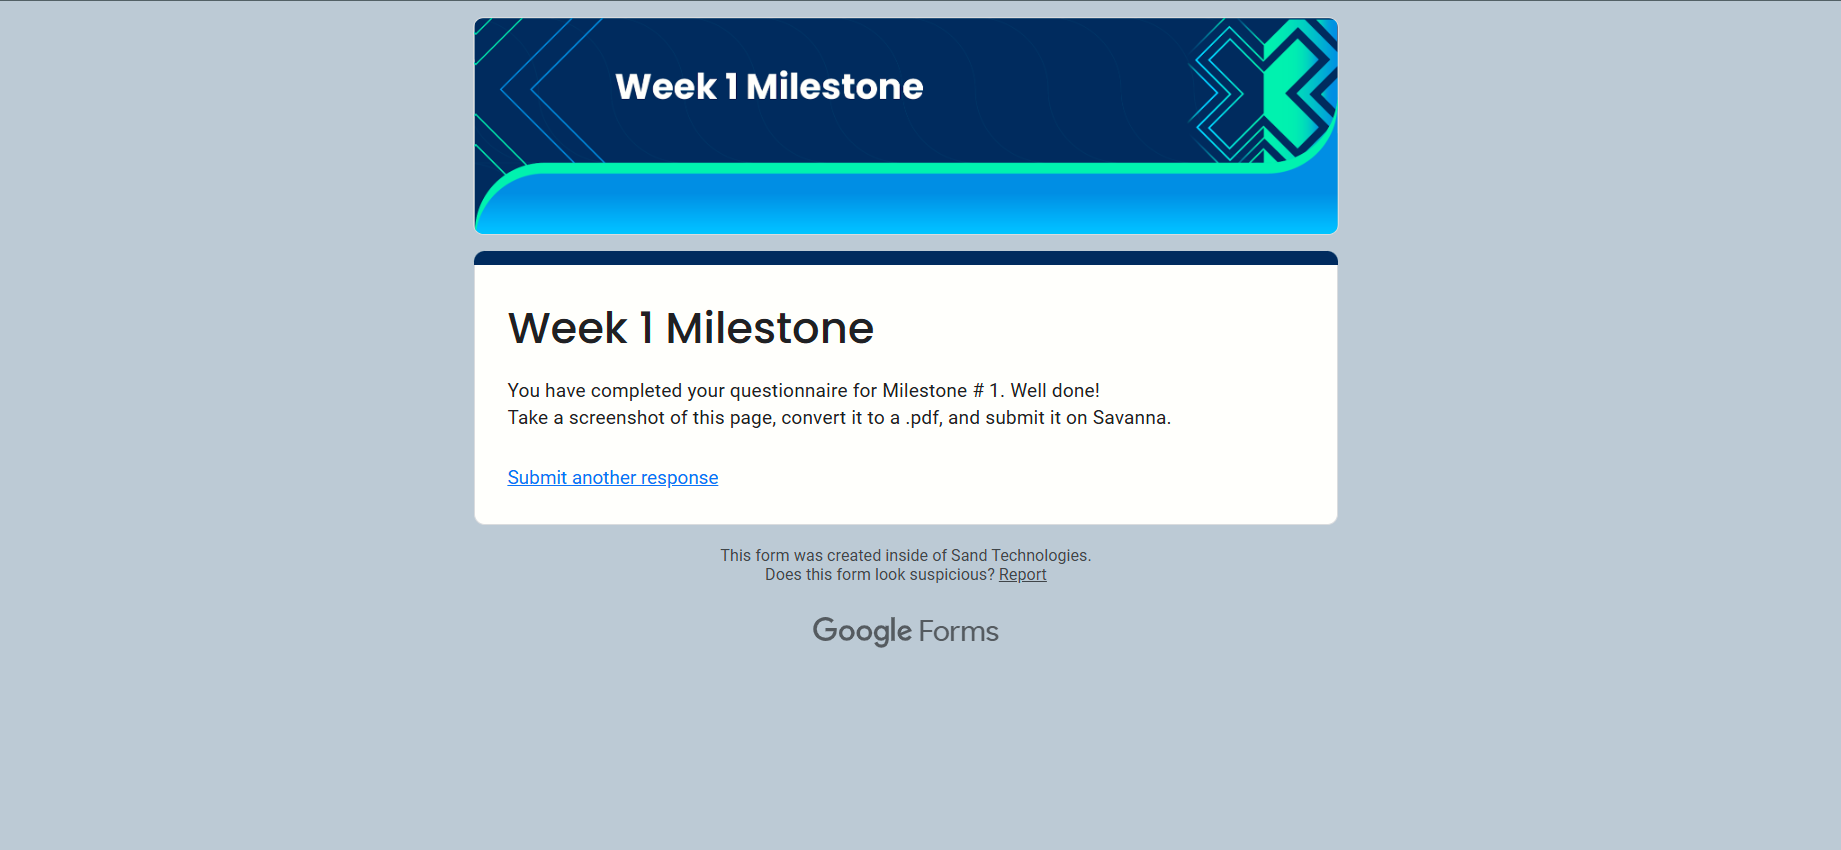 Week 1 Milestone
Week 1 Milestone
You have completed your questionnaire for Milestone # 1. Well done!
Take a screenshot of this page, convert it to a .pdf, and submit it on Savanna.
Submit another response
This form was created inside of Sand Technologies.
Does this form look suspicious? Report
Google Forms